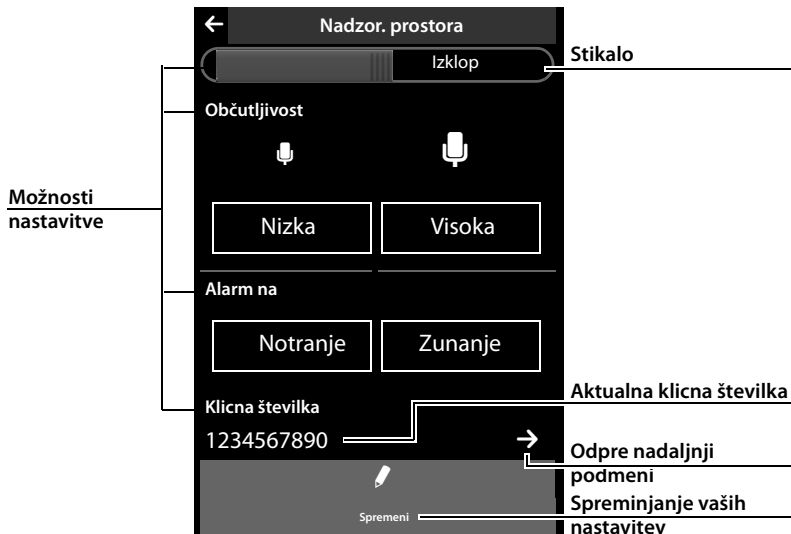 Nadzor. prostora
Izklop
Stikalo
Občutljivost
Možnosti
nastavitve
Nizka
Visoka
Alarm na
Notranje
Zunanje
Klicna številka
Aktualna klicna številka
1234567890
Odpre nadaljnji
podmeni
Spremeni
Spreminjanje vaših
nastavitev